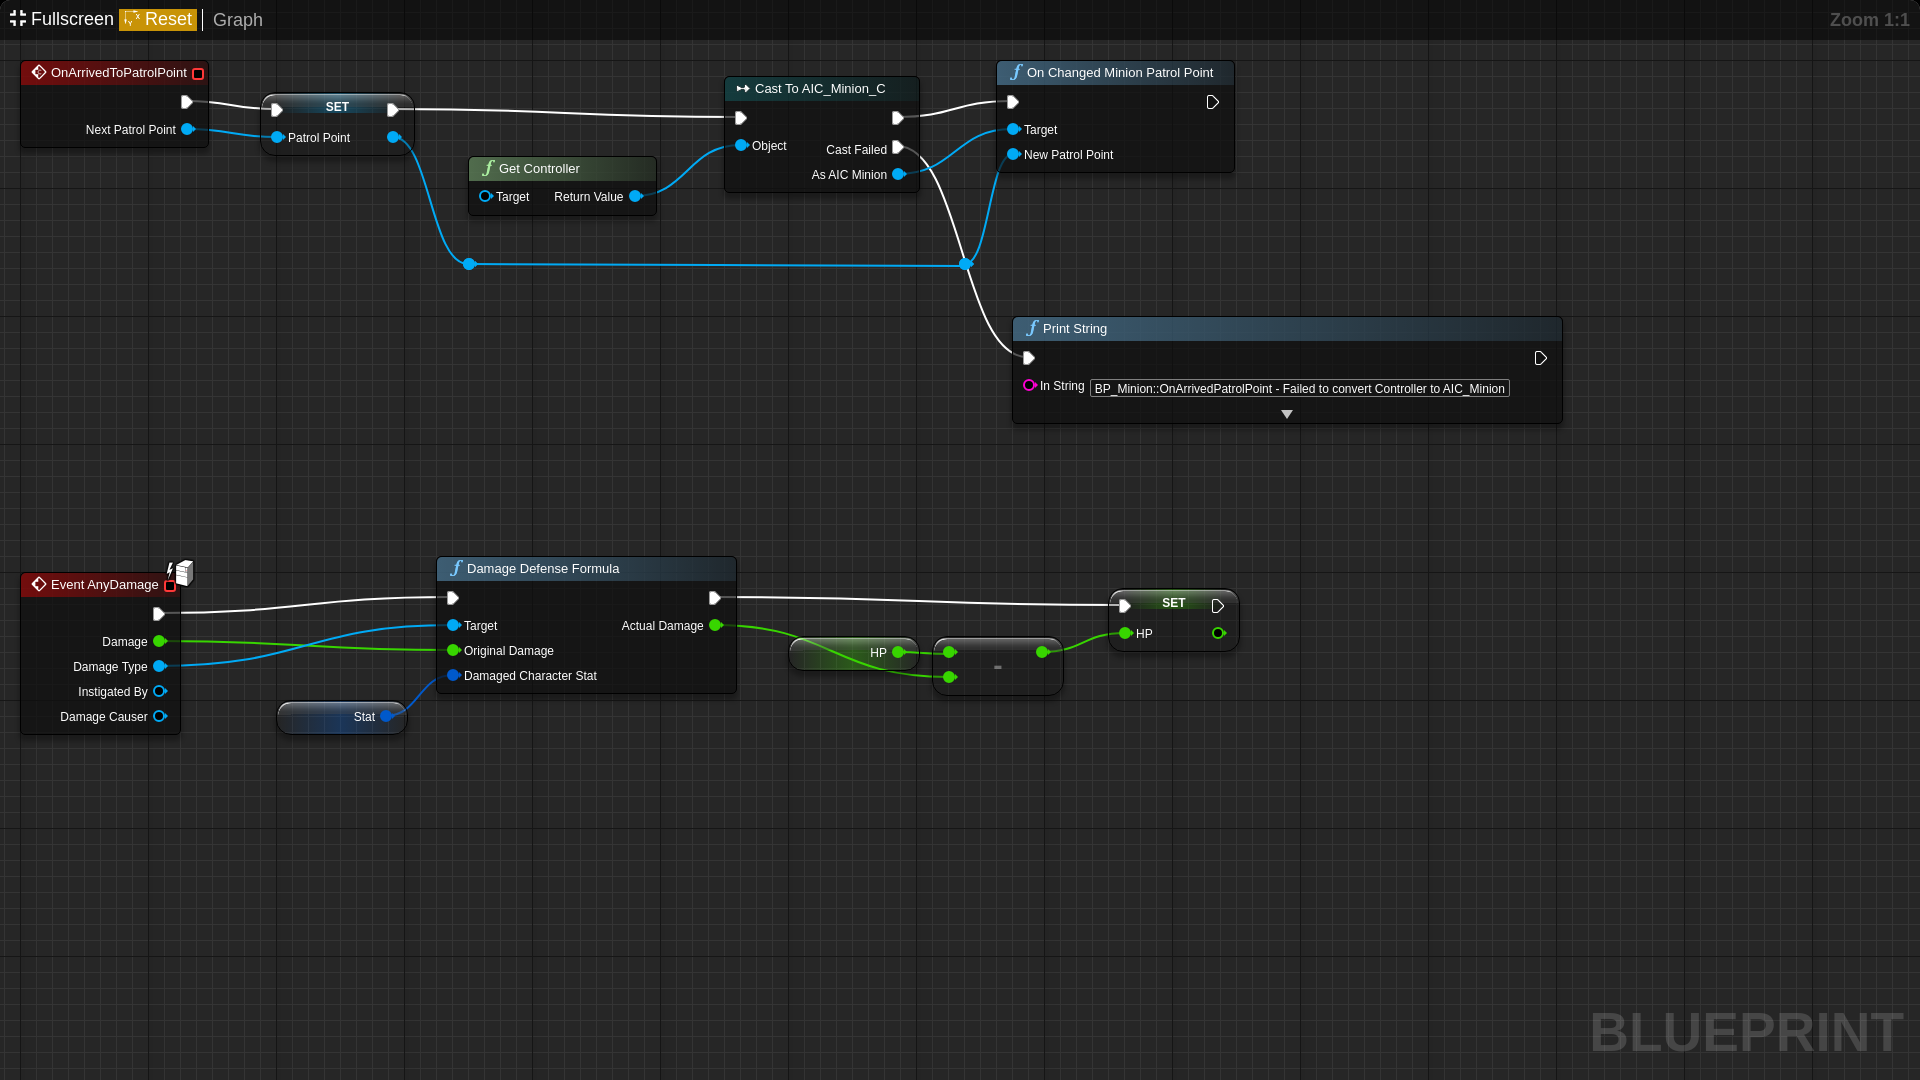 Fullscreen Reset Graph Zoom 1:1
OnArrivedToPatrolPoint
Next Patrol Point
SET
Patrol Point
f Get Controller
Target Return Value
Cast To AIC_Minion_C
Object
Cast Failed
As AIC Minion
f On Changed Minion Patrol Point
Target
New Patrol Point
f Print String
In String BP_Minion::OnArrivedPatrolPoint - Failed to convert Controller to AIC_Minion
Event AnyDamage
Damage
Damage Type
Instigated By
Damage Causer
Stat
f Damage Defense Formula
Target Actual Damage
Original Damage
Damaged Character Stat
HP
-
SET
HP
BLUEPRINT